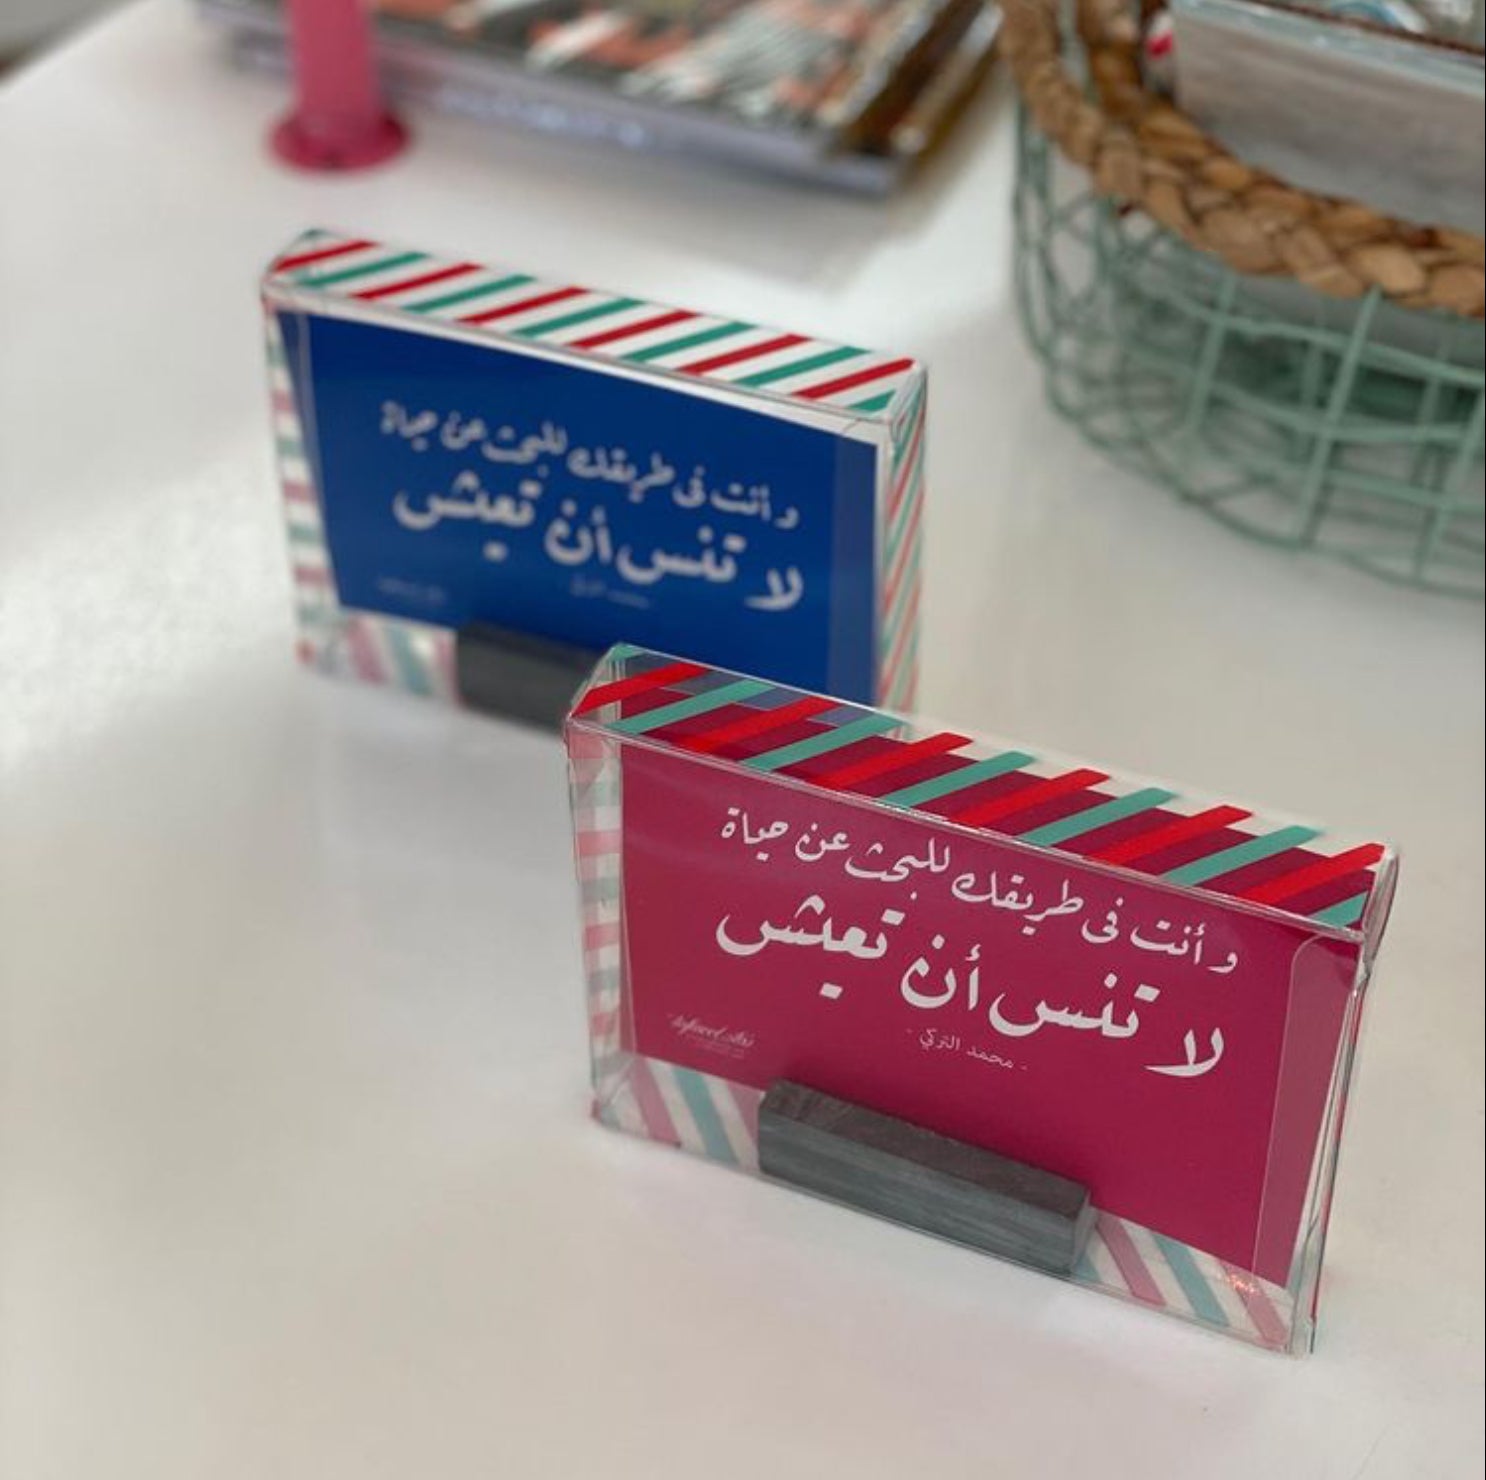 و أنت في طريقك للبحث عن حياة
لا تنس أن تعيش
و أنت في طريقك للبحث عن حياة
لا تنس أن تعيش
- محمد التركي -